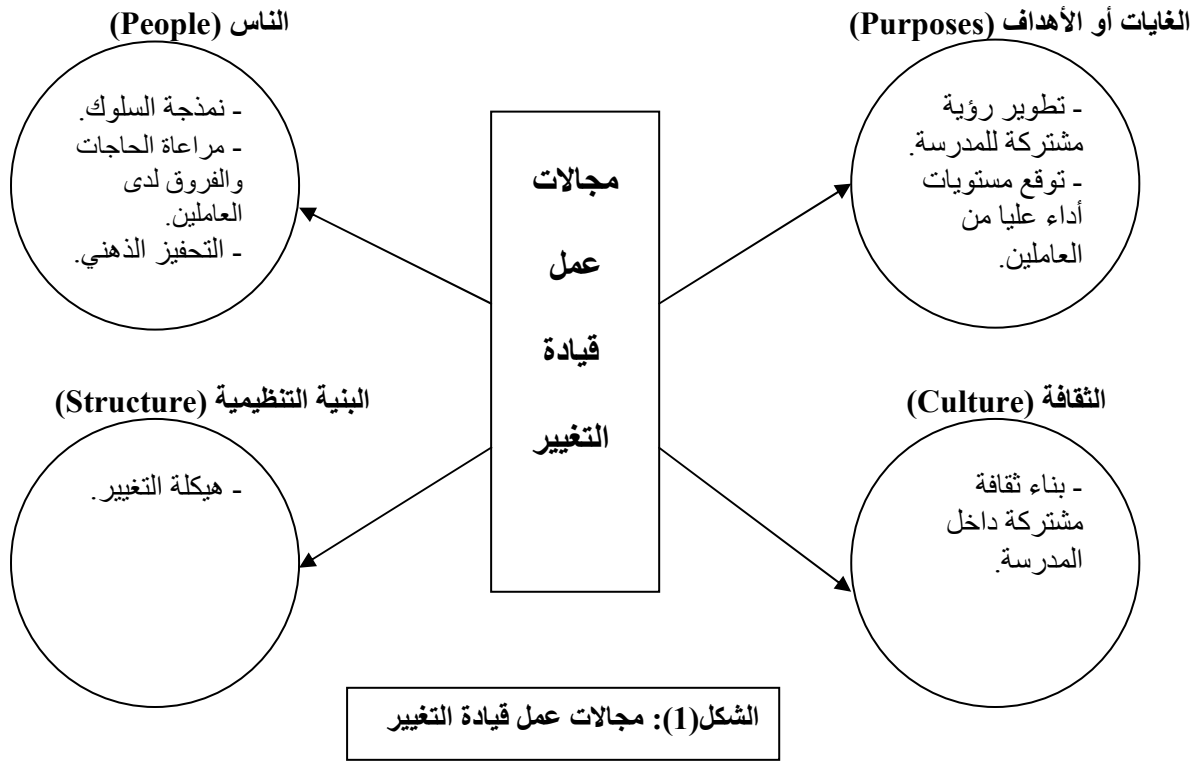 الغايات أو الأهداف (Purposes)
- تطوير رؤية
مشتركة للمدرسة.
- توقع مستويات
أداء عليا من
العاملين.
الناس (People)
- نمذجة السلوك.
- مراعاة الحاجات
والفروق لدى
العاملين.
- التحفيز الذهني.
مجالات
عمل
قيادة
التغيير
الثقافة (Culture)
- بناء ثقافة
مشتركة داخل
المدرسة.
البنية التنظيمية (Structure)
- هيكلة التغيير.
الشكل(1): مجالات عمل قيادة التغيير